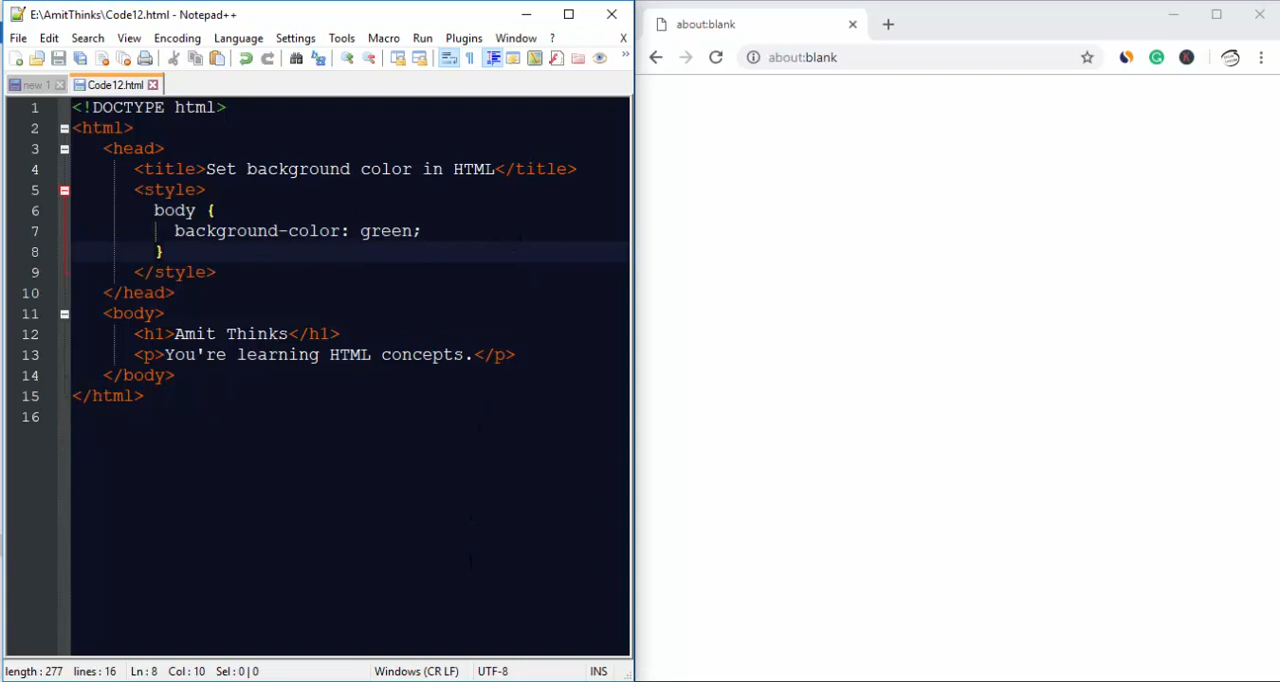 E:\AmitThinks\Code12.html - Notepad++
File Edit Search View Encoding Language Settings Tools Macro Run Plugins Window ? X
new 1 Code12.html
1 <!DOCTYPE html>
2 <html>
3 <head>
4 <title>Set background color in HTML</title>
5 <style>
6 body {
7 background-color: green;
8 }
9 </style>
10 </head>
11 <body>
12 <h1>Amit Thinks</h1>
13 <p>You're learning HTML concepts.</p>
14 </body>
15 </html>
16
length : 277 lines : 16 Ln : 8 Col : 10 Sel : 0 | 0 Windows (CR LF) UTF-8 INS
about:blank
about:blank